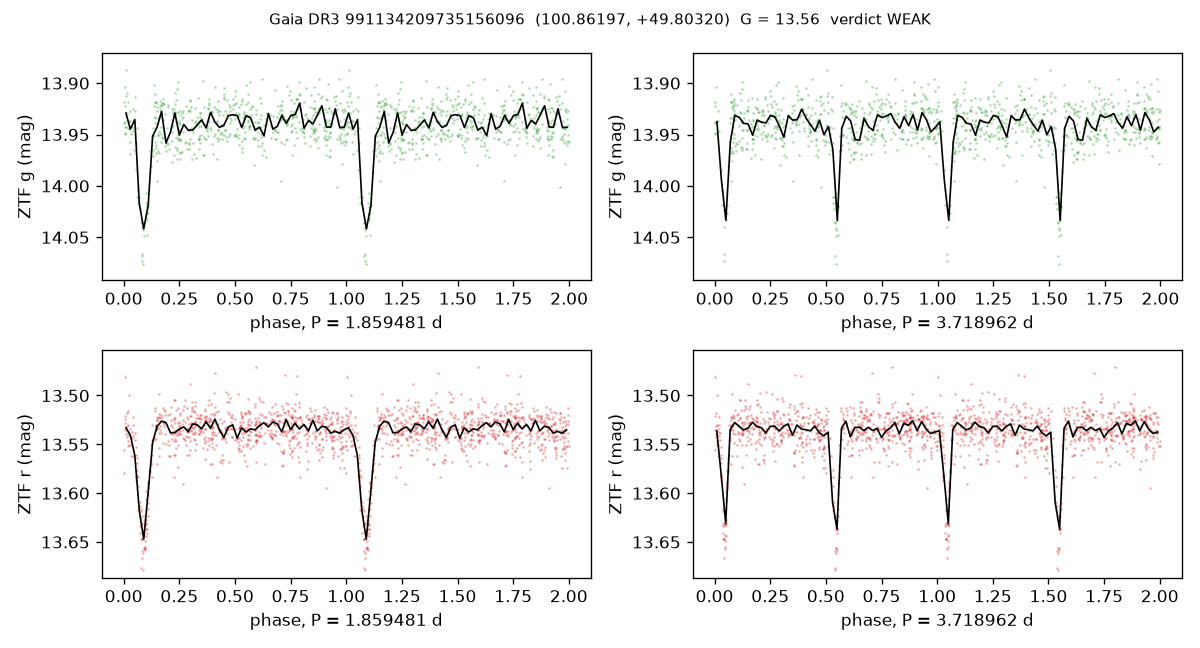 Gaia DR3 991134209735156096  (100.86197, +49.80320)  G = 13.56  verdict WEAK
ZTF g (mag)
13.90
13.95
14.00
14.05
0.00 0.25 0.50 0.75 1.00 1.25 1.50 1.75 2.00
phase, P = 1.859481 d
ZTF g (mag)
13.90
13.95
14.00
14.05
0.00 0.25 0.50 0.75 1.00 1.25 1.50 1.75 2.00
phase, P = 3.718962 d
ZTF r (mag)
13.50
13.55
13.60
13.65
0.00 0.25 0.50 0.75 1.00 1.25 1.50 1.75 2.00
phase, P = 1.859481 d
ZTF r (mag)
13.50
13.55
13.60
13.65
0.00 0.25 0.50 0.75 1.00 1.25 1.50 1.75 2.00
phase, P = 3.718962 d